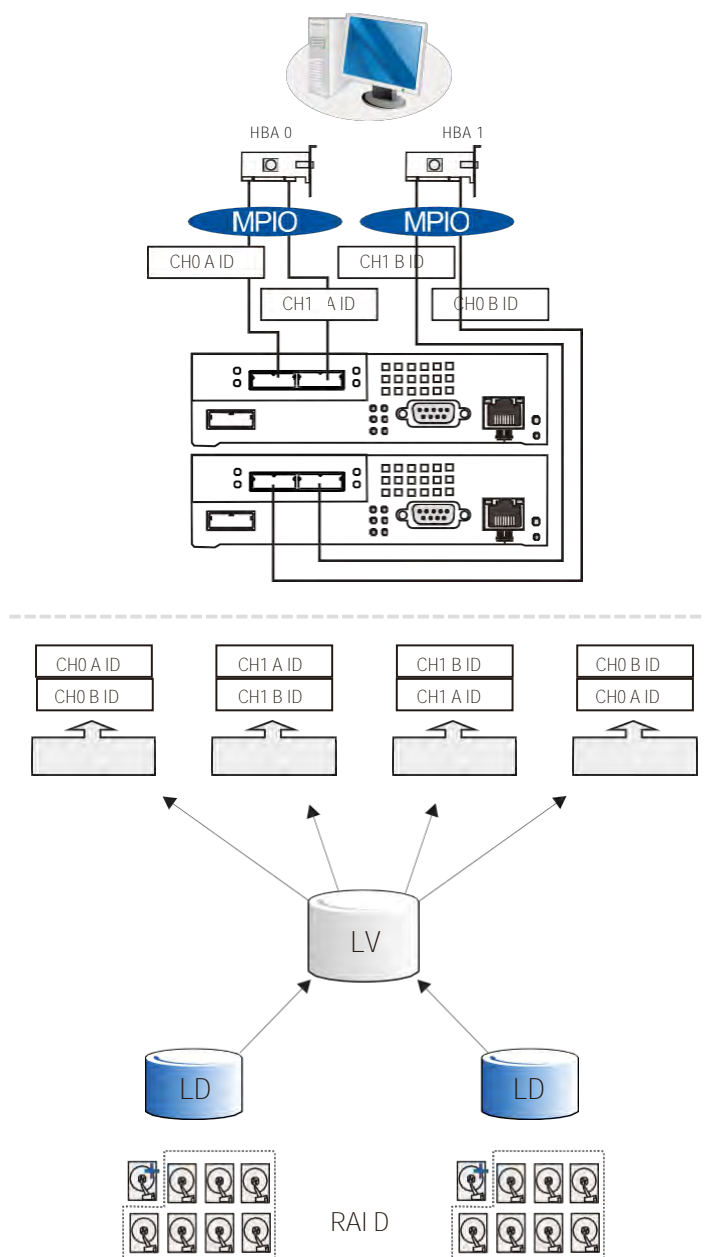 HBA 0 HBA 1
MPIO MPIO
CH0 A ID CH1 B ID
CH1 A ID CH0 B ID
CH0 A ID CH1 A ID CH1 B ID CH0 B ID
CH0 B ID CH1 B ID CH1 A ID CH0 A ID
LV
LD LD
RAI D